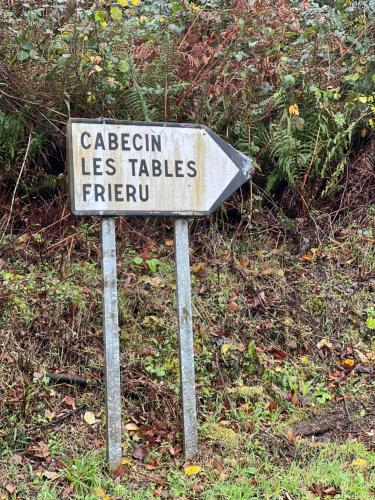 CABECIN
LES TABLES
FRIERU